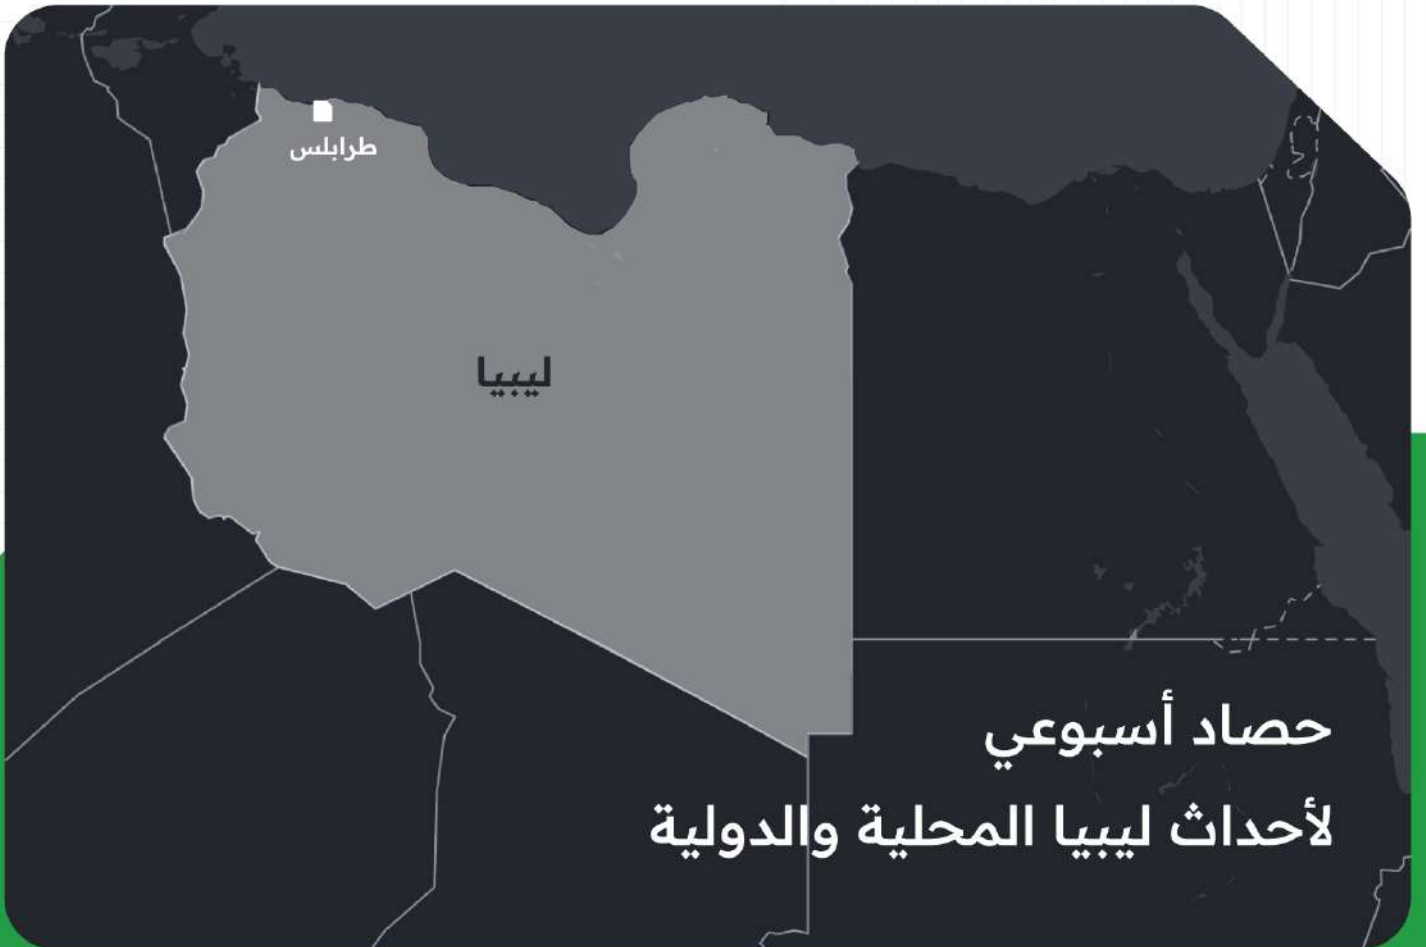 طرابلس
ليبيا
حصاد أسبوعي
لأحداث ليبيا المحلية والدولية